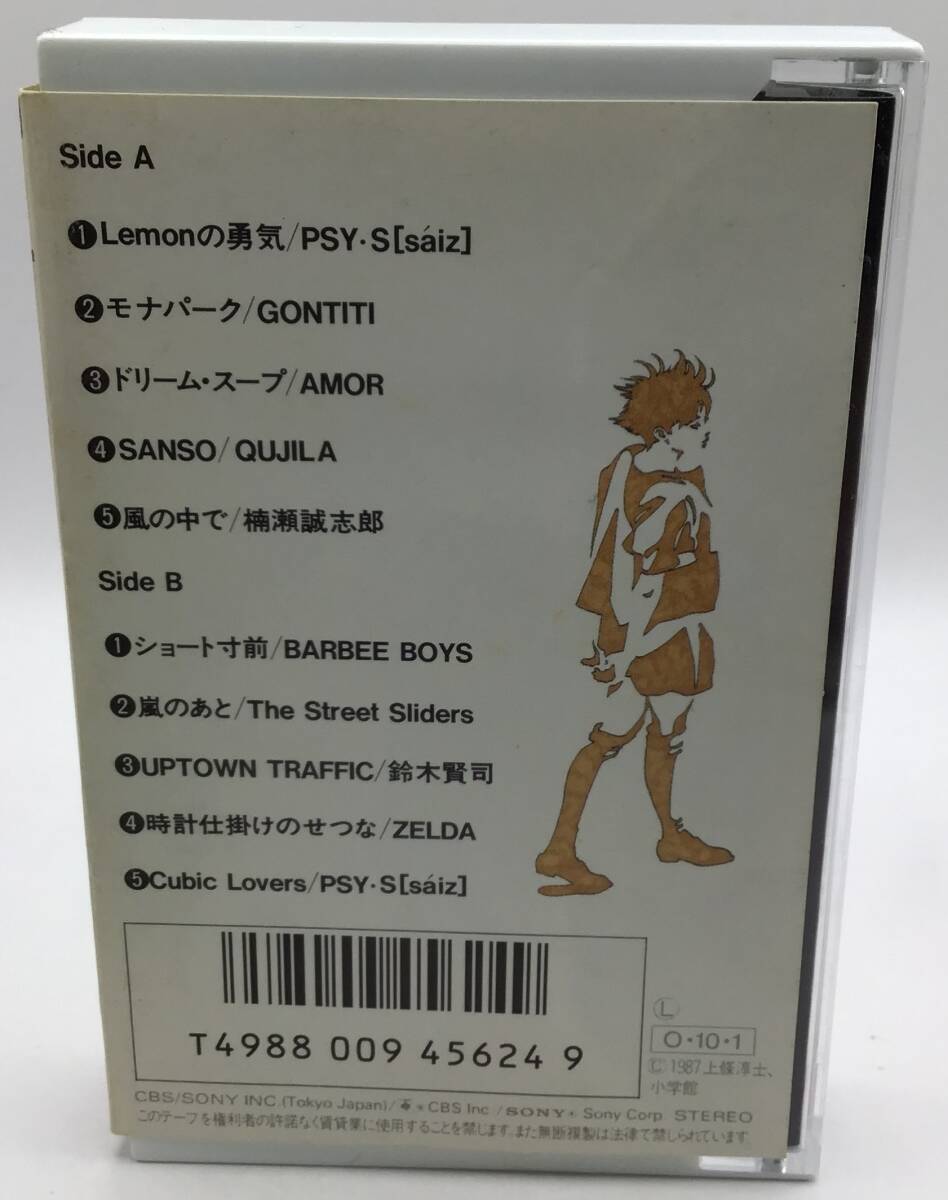 Side A
❶Lemonの勇気/PSY・S[sáiz]
❷モナパーク/GONTITI
❸ドリーム・スープ/AMOR
❹SANSO/QUJILA
❺風の中で/楠瀬誠志郎
Side B
❶ショート寸前/BARBEE BOYS
❷嵐のあと/The Street Sliders
❸UPTOWN TRAFFIC/鈴木賢司
❹時計仕掛けのせつな/ZELDA
❺Cubic Lovers/PSY・S[sáiz]
T4988 009 45624 9
Ⓛ
O・10・1
Ⓒ1987上條淳士、
小学館
CBS/SONY INC.(Tokyo Japan)/ CBS Inc./SONY Sony Corp. STEREO
このテープを権利者の許諾なく賃貸業に使用することを禁じます。また無断複製は法律で禁じられています